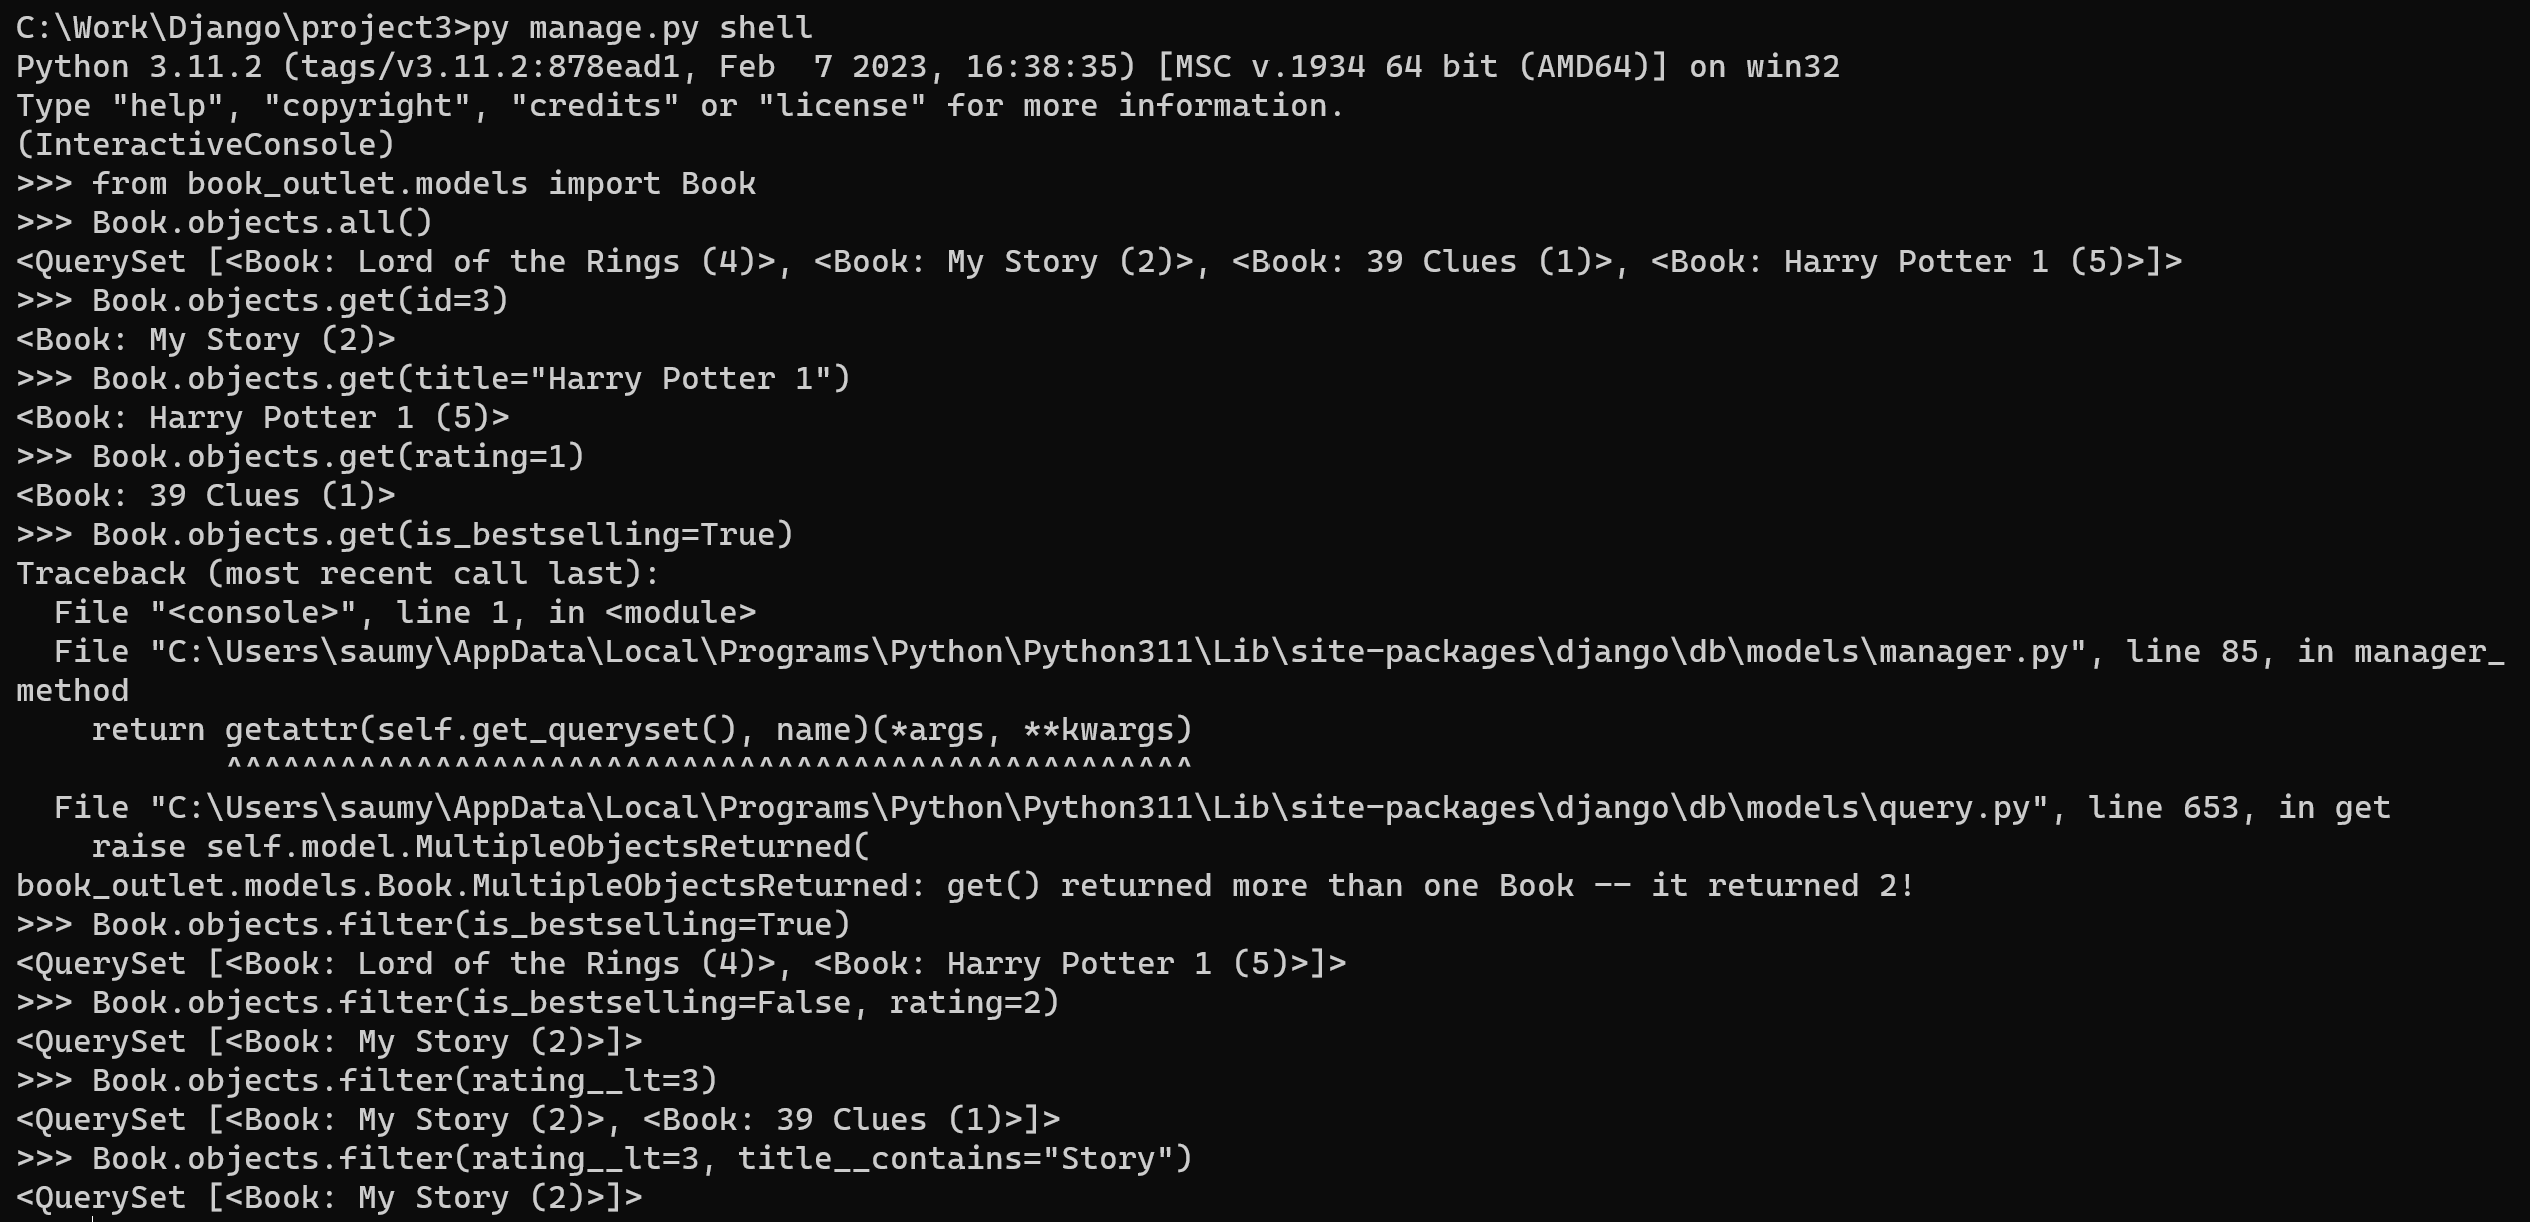 C:\Work\Django\project3>py manage.py shell
Python 3.11.2 (tags/v3.11.2:878ead1, Feb  7 2023, 16:38:35) [MSC v.1934 64 bit (AMD64)] on win32
Type "help", "copyright", "credits" or "license" for more information.
(InteractiveConsole)
>>> from book_outlet.models import Book
>>> Book.objects.all()
<QuerySet [<Book: Lord of the Rings (4)>, <Book: My Story (2)>, <Book: 39 Clues (1)>, <Book: Harry Potter 1 (5)>]>
>>> Book.objects.get(id=3)
<Book: My Story (2)>
>>> Book.objects.get(title="Harry Potter 1")
<Book: Harry Potter 1 (5)>
>>> Book.objects.get(rating=1)
<Book: 39 Clues (1)>
>>> Book.objects.get(is_bestselling=True)
Traceback (most recent call last):
  File "<console>", line 1, in <module>
  File "C:\Users\saumy\AppData\Local\Programs\Python\Python311\Lib\site-packages\django\db\models\manager.py", line 85, in manager_
method
    return getattr(self.get_queryset(), name)(*args, **kwargs)
           ^^^^^^^^^^^^^^^^^^^^^^^^^^^^^^^^^^^^^^^^^^^^^^^^^^^
  File "C:\Users\saumy\AppData\Local\Programs\Python\Python311\Lib\site-packages\django\db\models\query.py", line 653, in get
    raise self.model.MultipleObjectsReturned(
book_outlet.models.Book.MultipleObjectsReturned: get() returned more than one Book -- it returned 2!
>>> Book.objects.filter(is_bestselling=True)
<QuerySet [<Book: Lord of the Rings (4)>, <Book: Harry Potter 1 (5)>]>
>>> Book.objects.filter(is_bestselling=False, rating=2)
<QuerySet [<Book: My Story (2)>]>
>>> Book.objects.filter(rating__lt=3)
<QuerySet [<Book: My Story (2)>, <Book: 39 Clues (1)>]>
>>> Book.objects.filter(rating__lt=3, title__contains="Story")
<QuerySet [<Book: My Story (2)>]>